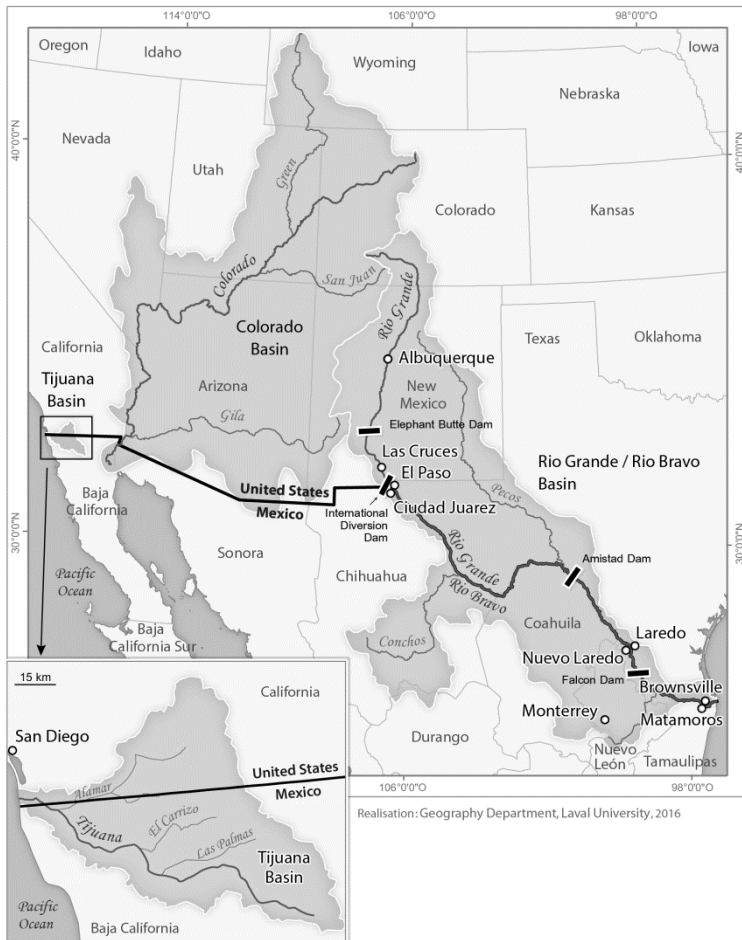 114°0'0"O
106°0'0"O
98°0'0"O
Oregon
Idaho
Wyoming
Iowa
40°0'0"N
40°0'0"N
Nebraska
Nevada
Utah
Green
Colorado
Kansas
Colorado
San Juan
Rio Grande
Colorado
Basin
Texas
Oklahoma
California
Albuquerque
Tijuana
Basin
Arizona
New
Mexico
Gila
Elephant Butte Dam
Las Cruces
El Paso
Rio Grande / Rio Bravo
Basin
Pecos
United States
Mexico
Baja
California
International
Diversion
Dam
Ciudad Juarez
30°0'0"N
30°0'0"N
Sonora
Rio Grande
Rio Bravo
Amistad Dam
Pacific
Ocean
Chihuahua
Coahuila
Baja
California Sur
Conchos
Laredo
Nuevo Laredo
Falcon Dam
Brownsville
Monterrey
Matamoros
Durango
Nuevo
León
Tamaulipas
106°0'0"O
98°0'0"O
15 km
California
San Diego
United States
Mexico
Alamar
El Carrizo
Tijuana
Las Palmas
Tijuana
Basin
Pacific
Ocean
Baja California
Realisation: Geography Department, Laval University, 2016